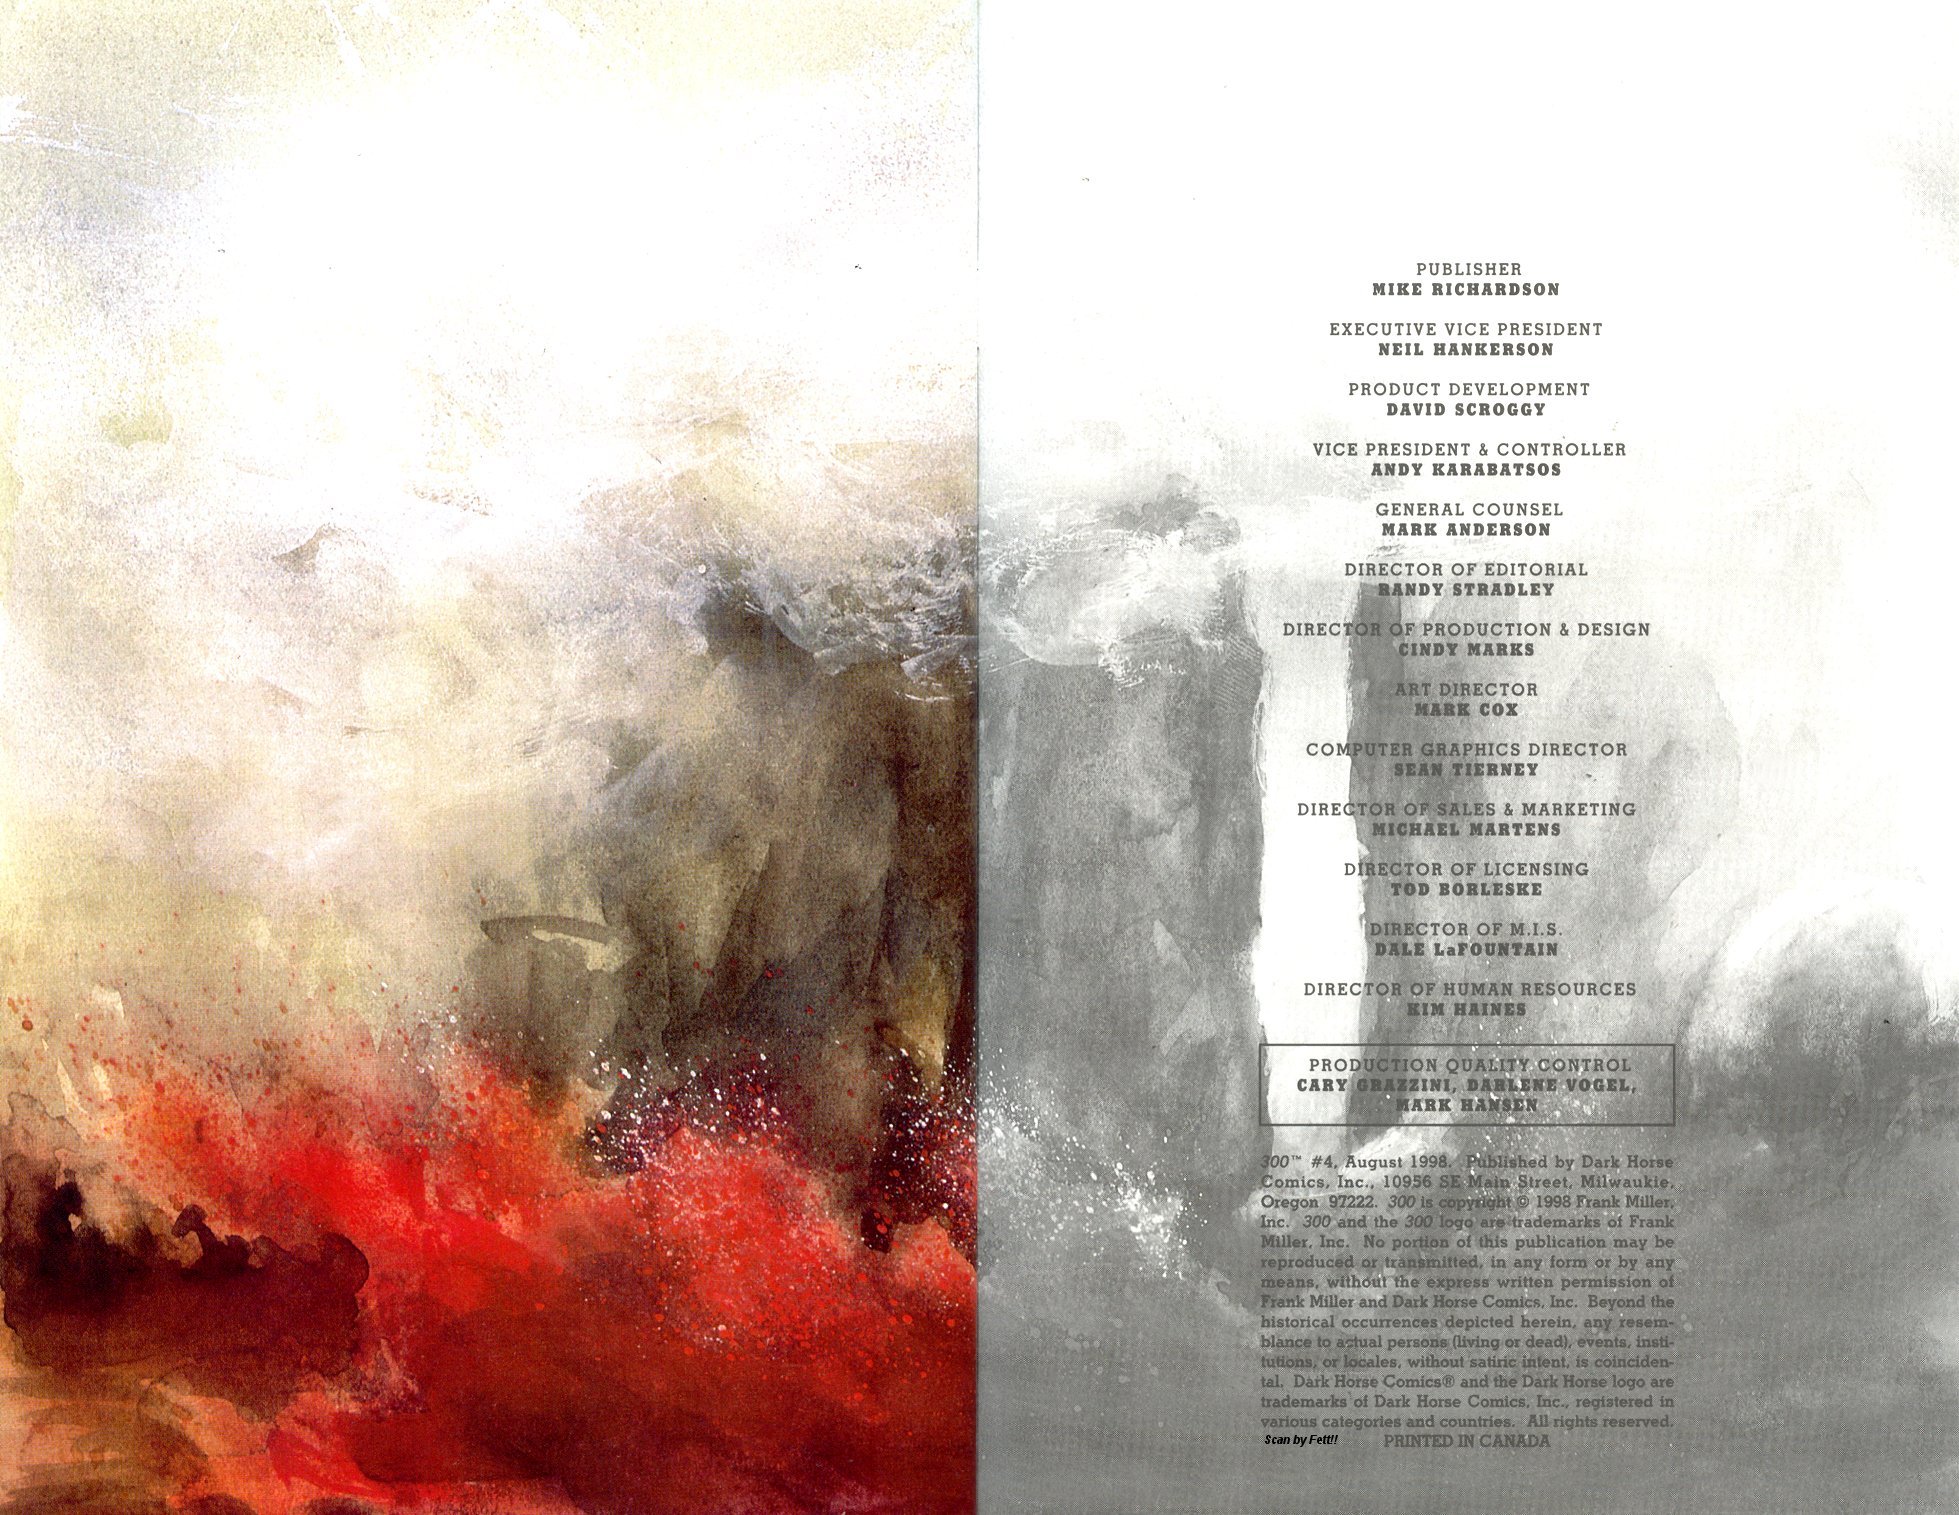 PUBLISHER
MIKE RICHARDSON
EXECUTIVE VICE PRESIDENT
NEIL HANKERSON
PRODUCT DEVELOPMENT
DAVID SCROGGY
VICE PRESIDENT & CONTROLLER
ANDY KARABATSOS
GENERAL COUNSEL
MARK ANDERSON
DIRECTOR OF EDITORIAL
RANDY STRADLEY
DIRECTOR OF PRODUCTION & DESIGN
CINDY MARKS
ART DIRECTOR
MARK COX
COMPUTER GRAPHICS DIRECTOR
SEAN TIERNEY
DIRECTOR OF SALES & MARKETING
MICHAEL MARTENS
DIRECTOR OF LICENSING
TOD BORLESKE
DIRECTOR OF M.I.S.
DALE LaFOUNTAIN
DIRECTOR OF HUMAN RESOURCES
KIM HAINES
PRODUCTION QUALITY CONTROL
CARY GRAZZINI, DARLENE VOGEL,
MARK HANSEN
300™ #4, August 1998. Published by Dark Horse
Comics, Inc., 10956 SE Main Street, Milwaukie,
Oregon 97222. 300 is copyright © 1998 Frank Miller,
Inc. 300 and the 300 logo are trademarks of Frank
Miller, Inc. No portion of this publication may be
reproduced or transmitted, in any form or by any
means, without the express written permission of
Frank Miller and Dark Horse Comics, Inc. Beyond the
historical occurrences depicted herein, any resem-
blance to actual persons (living or dead), events, insti-
tutions, or locales, without satiric intent, is coinciden-
tal. Dark Horse Comics® and the Dark Horse logo are
trademarks of Dark Horse Comics, Inc., registered in
various categories and countries. All rights reserved.
Scan by Fett!!
PRINTED IN CANADA